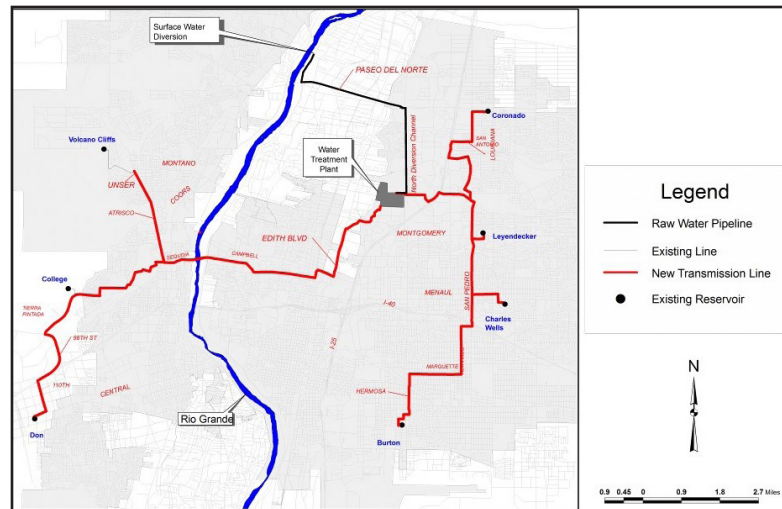 Surface Water
Diversion
PASEO DEL NORTE
Coronado
SAN
ANTONIO
LOUISIANA
North Diversion Channel
Volcano Cliffs
MONTANO
Water
Treatment
Plant
UNSER
COORS
ATRISCO
EDITH BLVD
MONTGOMERY
Leyendecker
SEQUOIA
CAMPBELL
College
MENAUL
SAN PEDRO
TIERRA
PINTADA
I-40
Charles
Wells
98TH ST
I-25
110TH
CENTRAL
MARQUETTE
HERMOSA
Rio Grande
Don
Burton
Legend
Raw Water Pipeline
Existing Line
New Transmission Line
Existing Reservoir
N
0.9 0.45 0 0.9 1.8 2.7 Miles